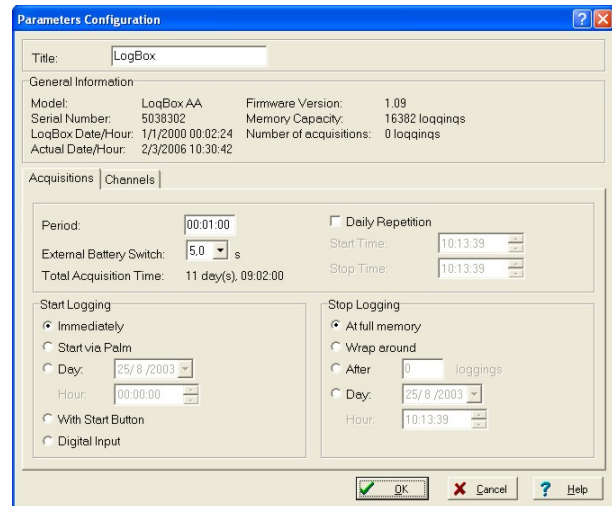 Parameters Configuration
Title: LogBox
General Information
Model: LogBox AA Firmware Version: 1.09
Serial Number: 5038302 Memory Capacity: 16382 loggings
LogBox Date/Hour: 1/1/2000 00:02:24 Number of acquisitions: 0 loggings
Actual Date/Hour: 2/3/2006 10:30:42
Acquisitions Channels
Period: 00:01:00 Daily Repetition
Start Time: 10:13:39
External Battery Switch: 5,0 s
Stop Time: 10:13:39
Total Acquisition Time: 11 day(s), 09:02:00
Start Logging
Immediately
Start via Palm
Day: 25/ 8 /2003
Hour: 00:00:00
With Start Button
Digital Input
Stop Logging
At full memory
Wrap around
After 0 loggings
Day: 25/ 8 /2003
Hour: 10:13:39
OK Cancel Help